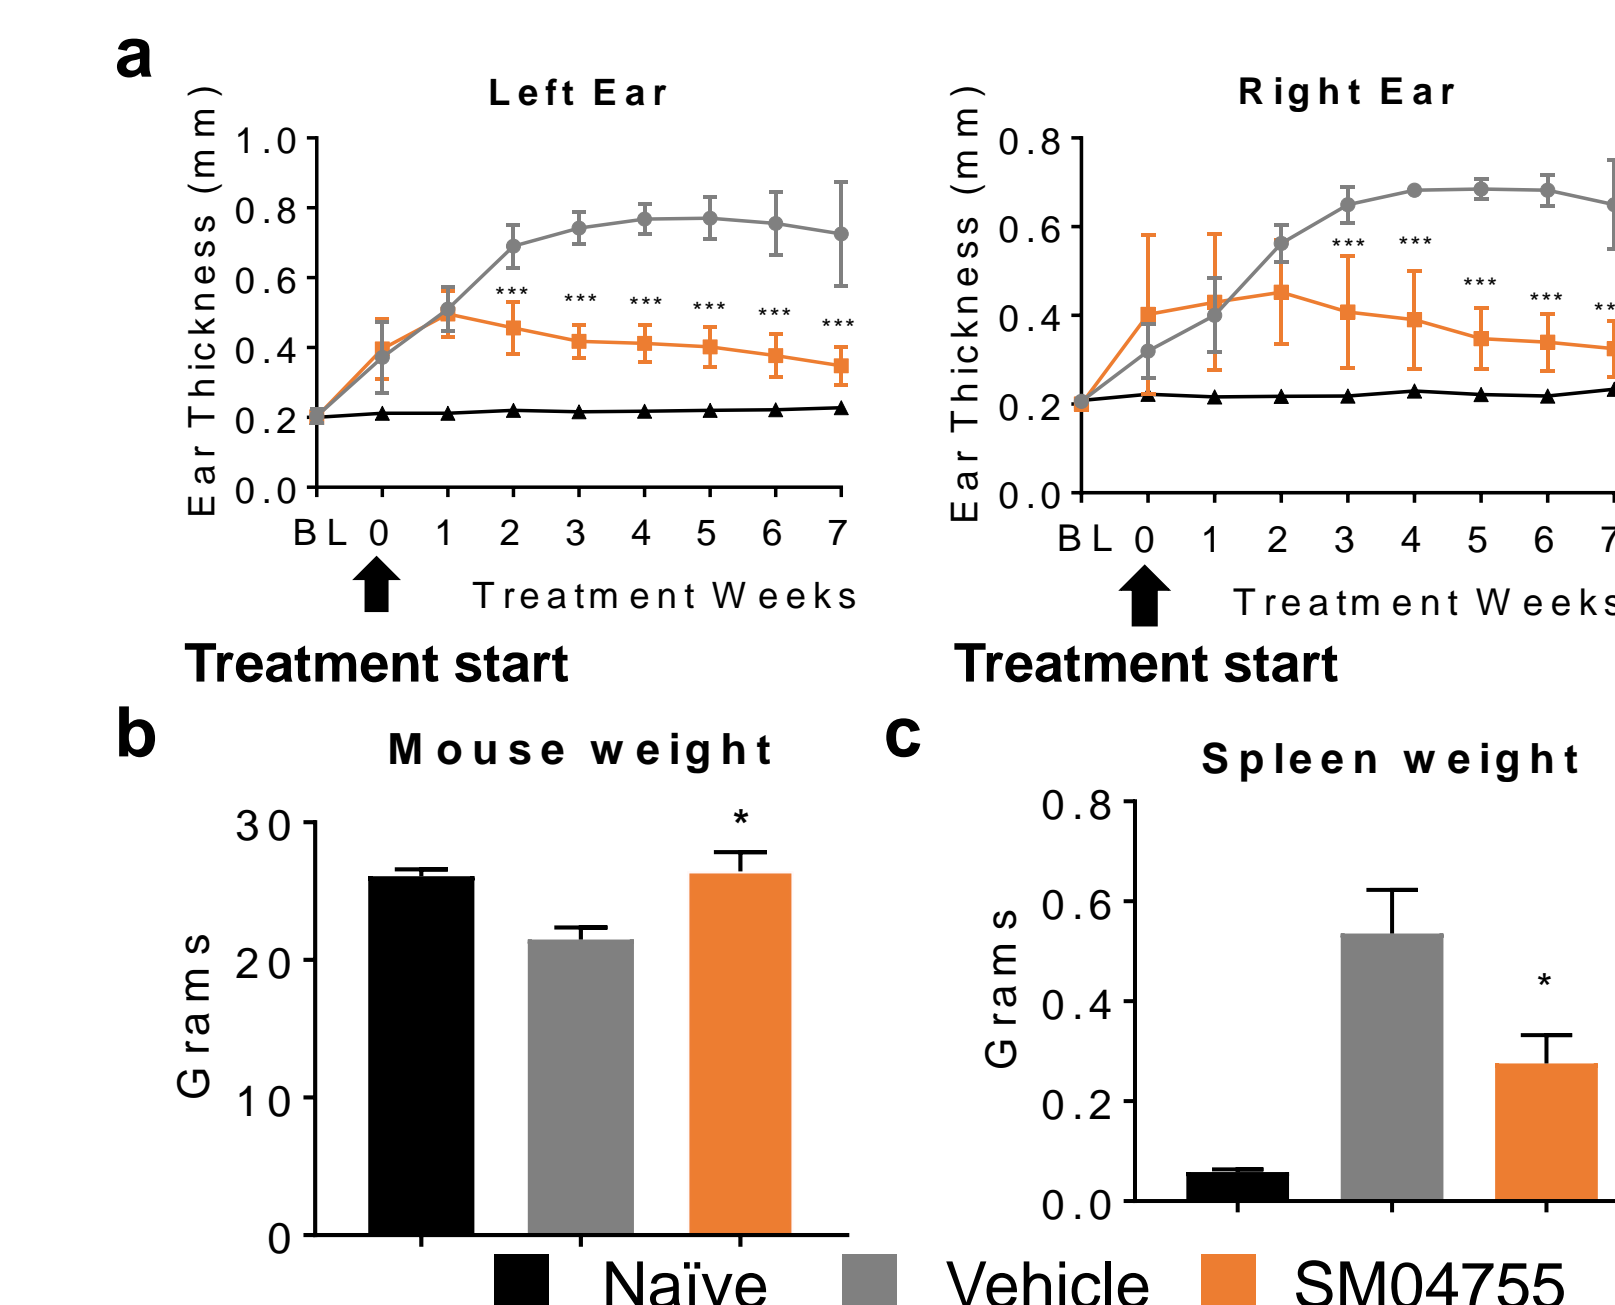 a
Left Ear
Right Ear
Ear Thickness (mm)
1.0
0.8
0.6
0.4
0.2
0.0
***
***
***
***
***
***
BL 0 1 2 3 4 5 6 7
Treatment Weeks
Treatment start
Ear Thickness (mm)
0.8
0.6
0.4
0.2
0.0
***
***
***
***
**
BL 0 1 2 3 4 5 6 7
Treatment Weeks
Treatment start
b
Mouse weight
Grams
30
20
10
0
*
c
Spleen weight
Grams
0.8
0.6
0.4
0.2
0.0
*
Naïve
Vehicle
SM04755